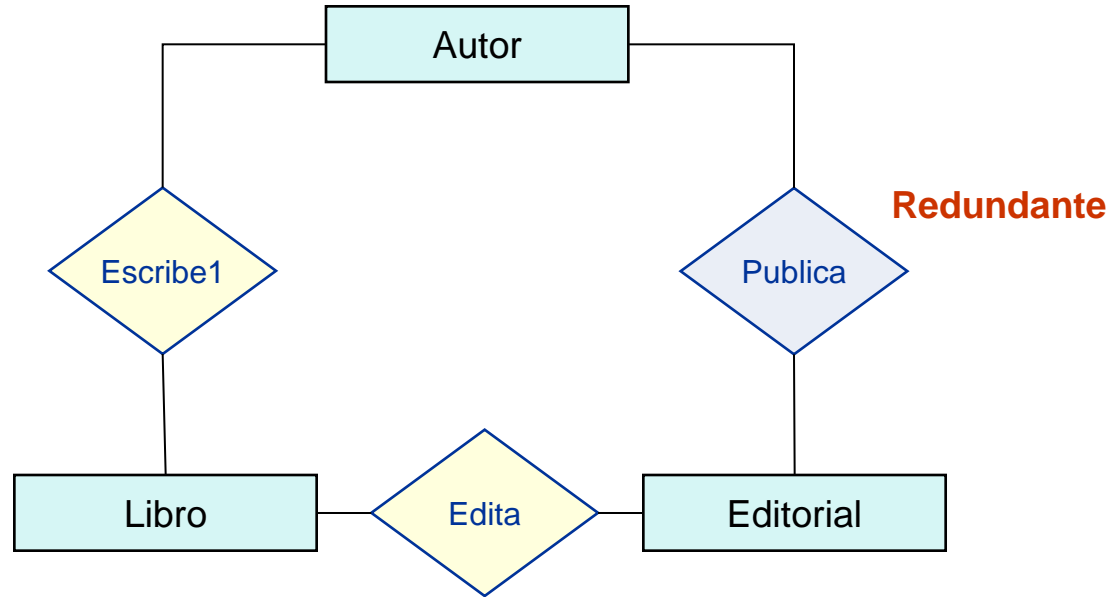 Autor
Redundante
Escribe1
Publica
Libro
Edita
Editorial